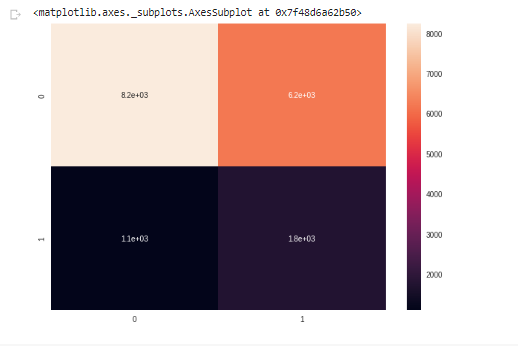 <matplotlib.axes._subplots.AxesSubplot at 0x7f48d6a62b50>
8000
7000
6000
5000
4000
3000
2000
0
8.2e+03
6.2e+03
1
1.1e+03
1.8e+03
0
1